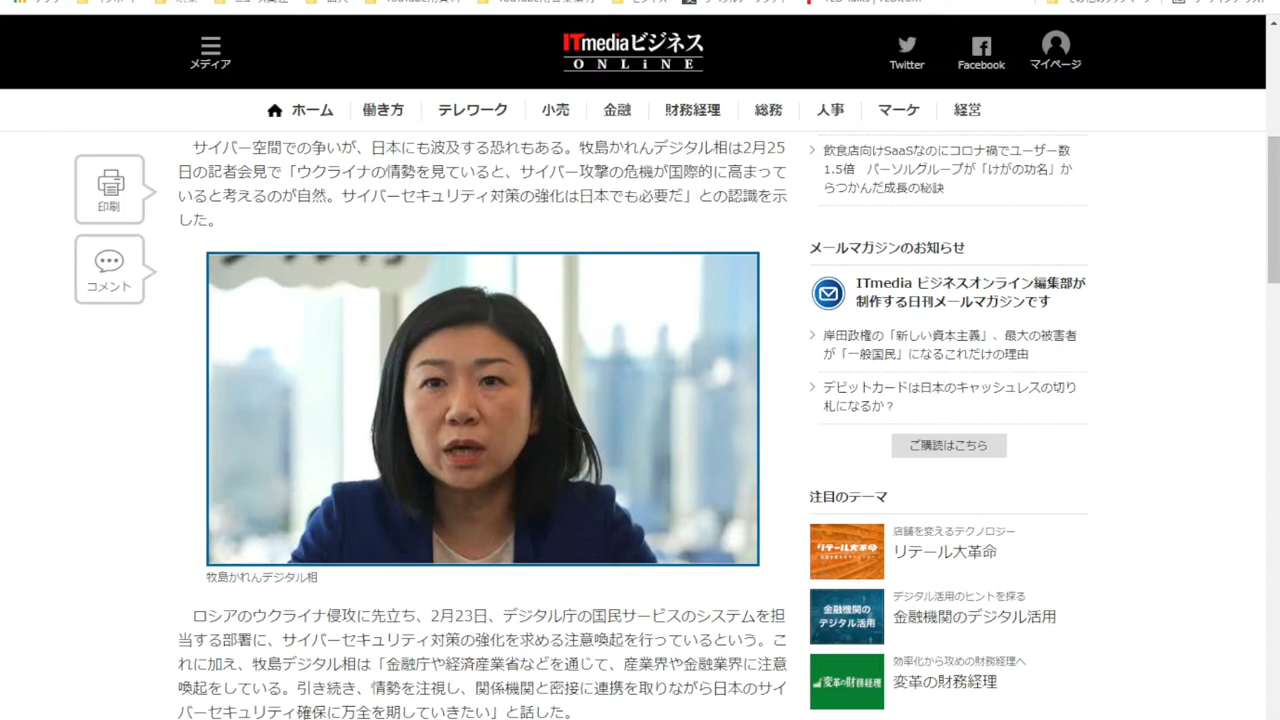 メディア
ITmediaビジネス
ONLiNE
Twitter
Facebook
マイページ
ホーム
働き方
テレワーク
小売
金融
財務経理
総務
人事
マーケ
経営
印刷
コメント
サイバー空間での争いが、日本にも波及する恐れもある。牧島かれんデジタル相は2月25
日の記者会見で「ウクライナの情勢を見ていると、サイバー攻撃の危機が国際的に高まって
いると考えるのが自然。サイバーセキュリティ対策の強化は日本でも必要だ」との認識を示
した。
牧島かれんデジタル相
ロシアのウクライナ侵攻に先立ち、2月23日、デジタル庁の国民サービスのシステムを担
当する部署に、サイバーセキュリティ対策の強化を求める注意喚起を行っているという。こ
れに加え、牧島デジタル相は「金融庁や経済産業省などを通じて、産業界や金融業界に注意
喚起をしている。引き続き、情勢を注視し、関係機関と密接に連携を取りながら日本のサイ
バーセキュリティ確保に万全を期していきたい」と話した。
飲食店向けSaaSなのにコロナ禍でユーザー数
1.5倍 パーソルグループが「けがの功名」か
らつかんだ成長の秘訣
メールマガジンのお知らせ
ITmedia ビジネスオンライン編集部が
制作する日刊メールマガジンです
岸田政権の「新しい資本主義」、最大の被害者
が「一般国民」になるこれだけの理由
デビットカードは日本のキャッシュレスの切り
札になるか？
ご購読はこちら
注目のテーマ
リテール大革命
店舗を変えるテクノロジー
リテール大革命
金融機関の
デジタル活用
デジタル活用のヒントを探る
金融機関のデジタル活用
変革の財務経理
効率化から攻めの財務経理へ
変革の財務経理